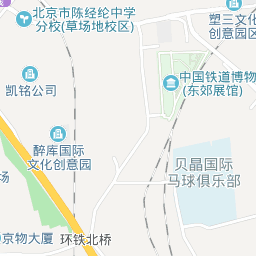 北京市陈经纶中学
分校(草场地校区)
塑三文化
创意园区
凯铭公司
中国铁道博物
(东郊展馆)
醉库国际
文化创意园
贝晶国际
马球俱乐部
场
京物大厦
环铁北桥